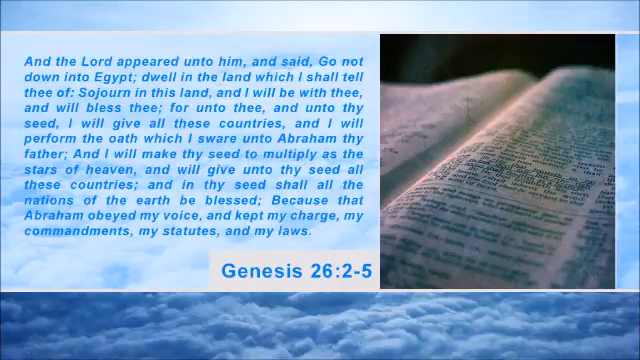 And the Lord appeared unto him, and said, Go not
down into Egypt; dwell in the land which I shall tell
thee of: Sojourn in this land, and I will be with thee,
and will bless thee; for unto thee, and unto thy
seed, I will give all these countries, and I will
perform the oath which I sware unto Abraham thy
father; And I will make thy seed to multiply as the
stars of heaven, and will give unto thy seed all
these countries; and in thy seed shall all the
nations of the earth be blessed; Because that
Abraham obeyed my voice, and kept my charge, my
commandments, my statutes, and my laws.
Genesis 26:2-5